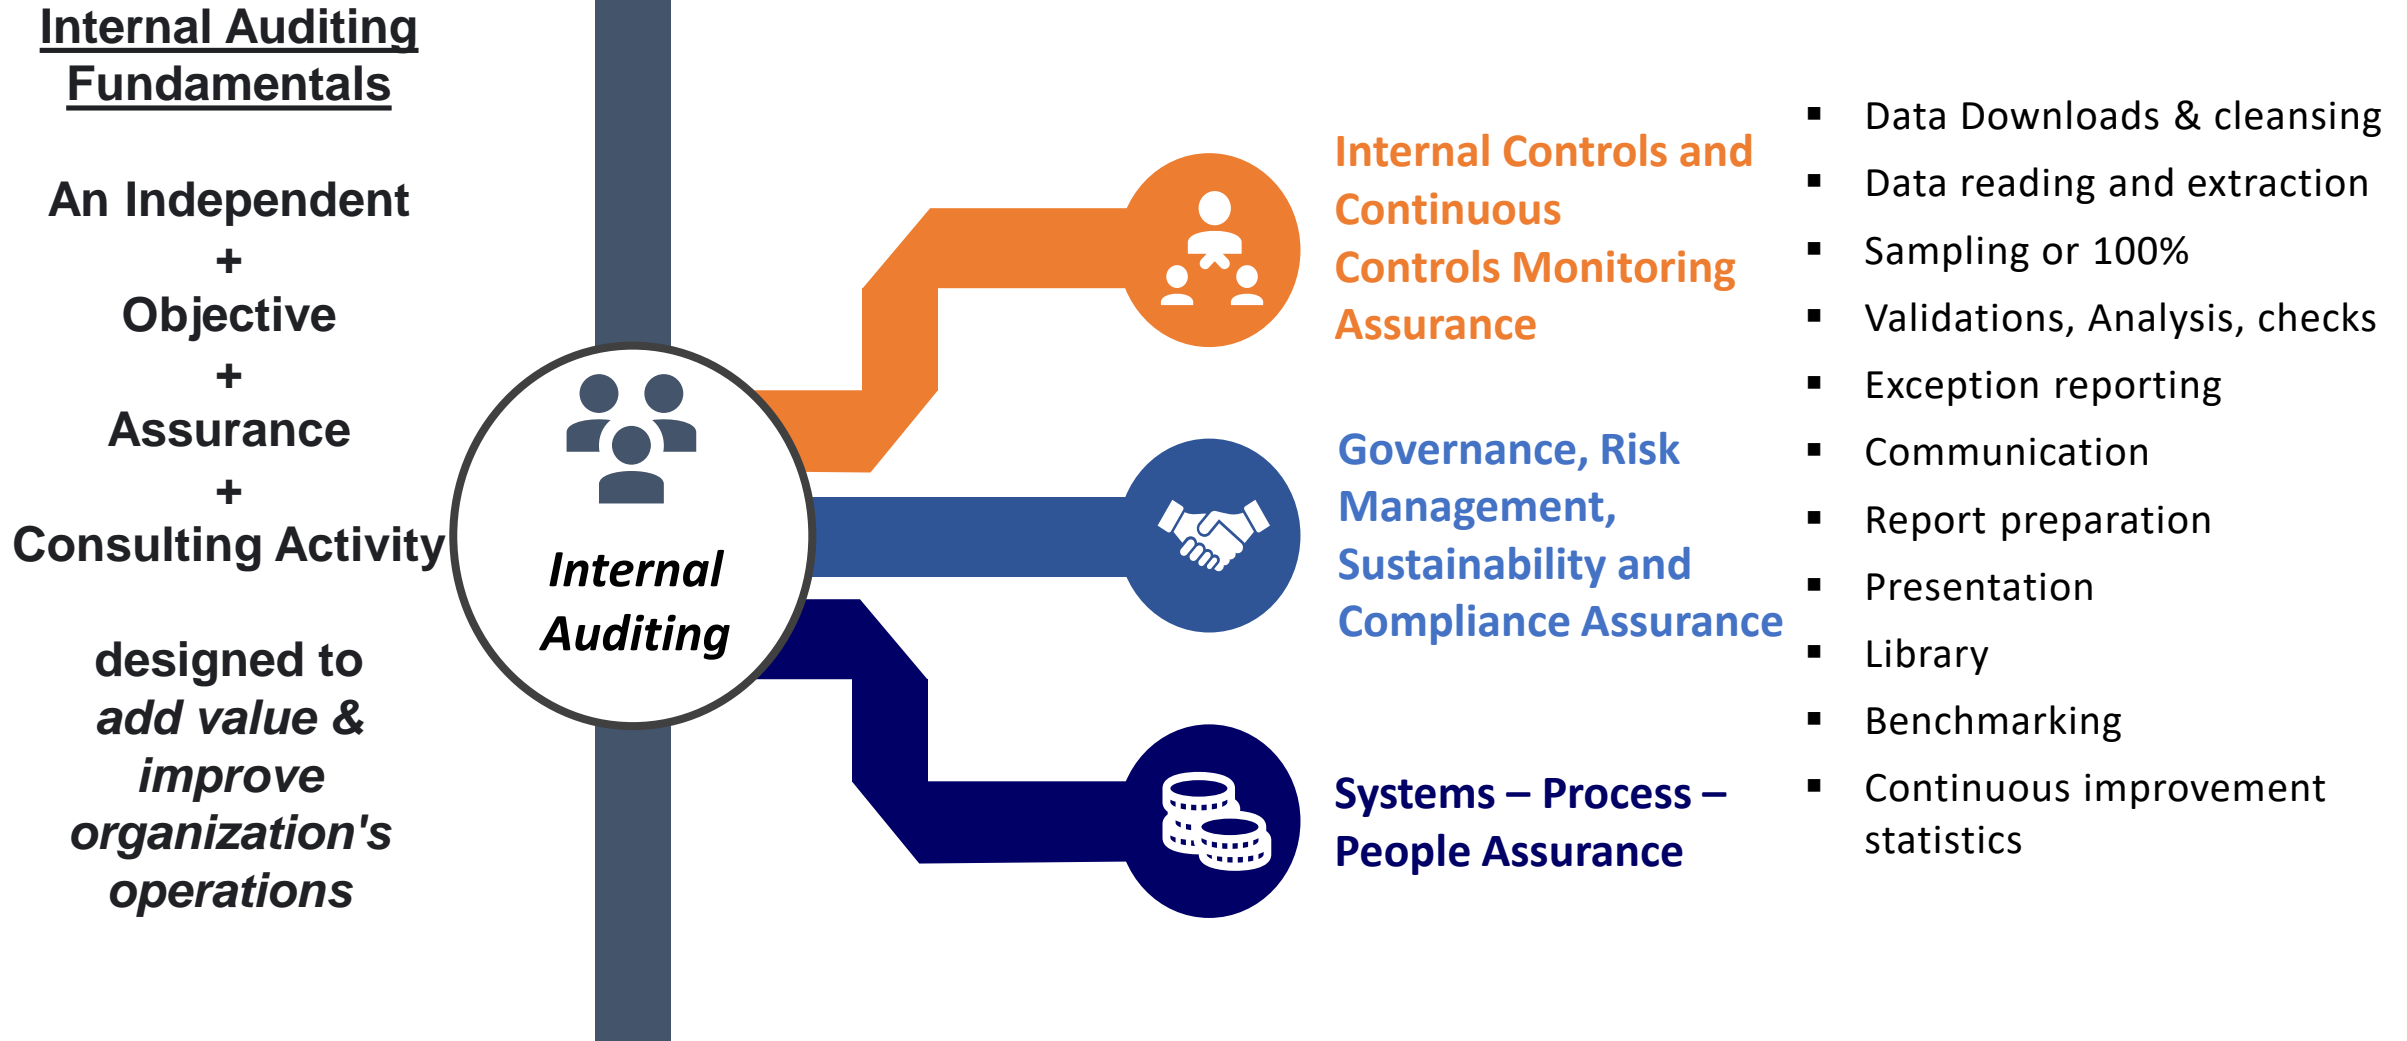 Internal Auditing
Fundamentals
An Independent
+
Objective
+
Assurance
+
Consulting Activity
designed to
add value &
improve
organization's
operations
Internal
Auditing
Internal Controls and
Continuous
Controls Monitoring
Assurance
Governance, Risk
Management,
Sustainability and
Compliance Assurance
Systems – Process –
People Assurance
▪ Data Downloads & cleansing
▪ Data reading and extraction
▪ Sampling or 100%
▪ Validations, Analysis, checks
▪ Exception reporting
▪ Communication
▪ Report preparation
▪ Presentation
▪ Library
▪ Benchmarking
▪ Continuous improvement
statistics